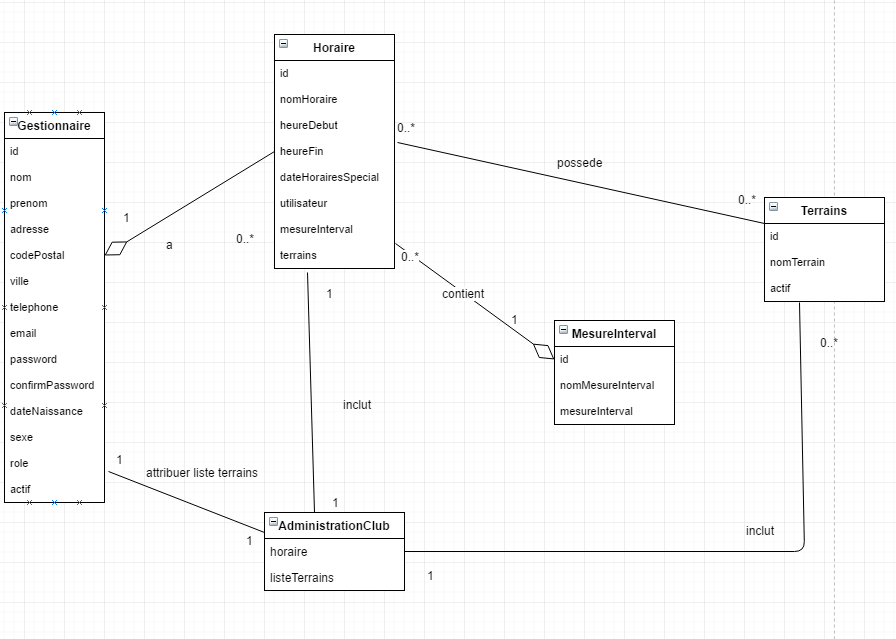 Horaire
id
nomHoraire
heureDebut
heureFin
dateHorairesSpecial
utilisateur
mesureInterval
terrains
Gestionnaire
id
nom
prenom
adresse
codePostal
ville
telephone
email
password
confirmPassword
dateNaissance
sexe
role
actif
1
a
0..*
0..*
possede
0..*
Terrains
id
nomTerrain
actif
0..*
contient
1
MesureInterval
id
nomMesureInterval
mesureInterval
1
inclut
1
0..*
1
attribuer liste terrains
1
AdministrationClub
horaire
listeTerrains
inclut
1